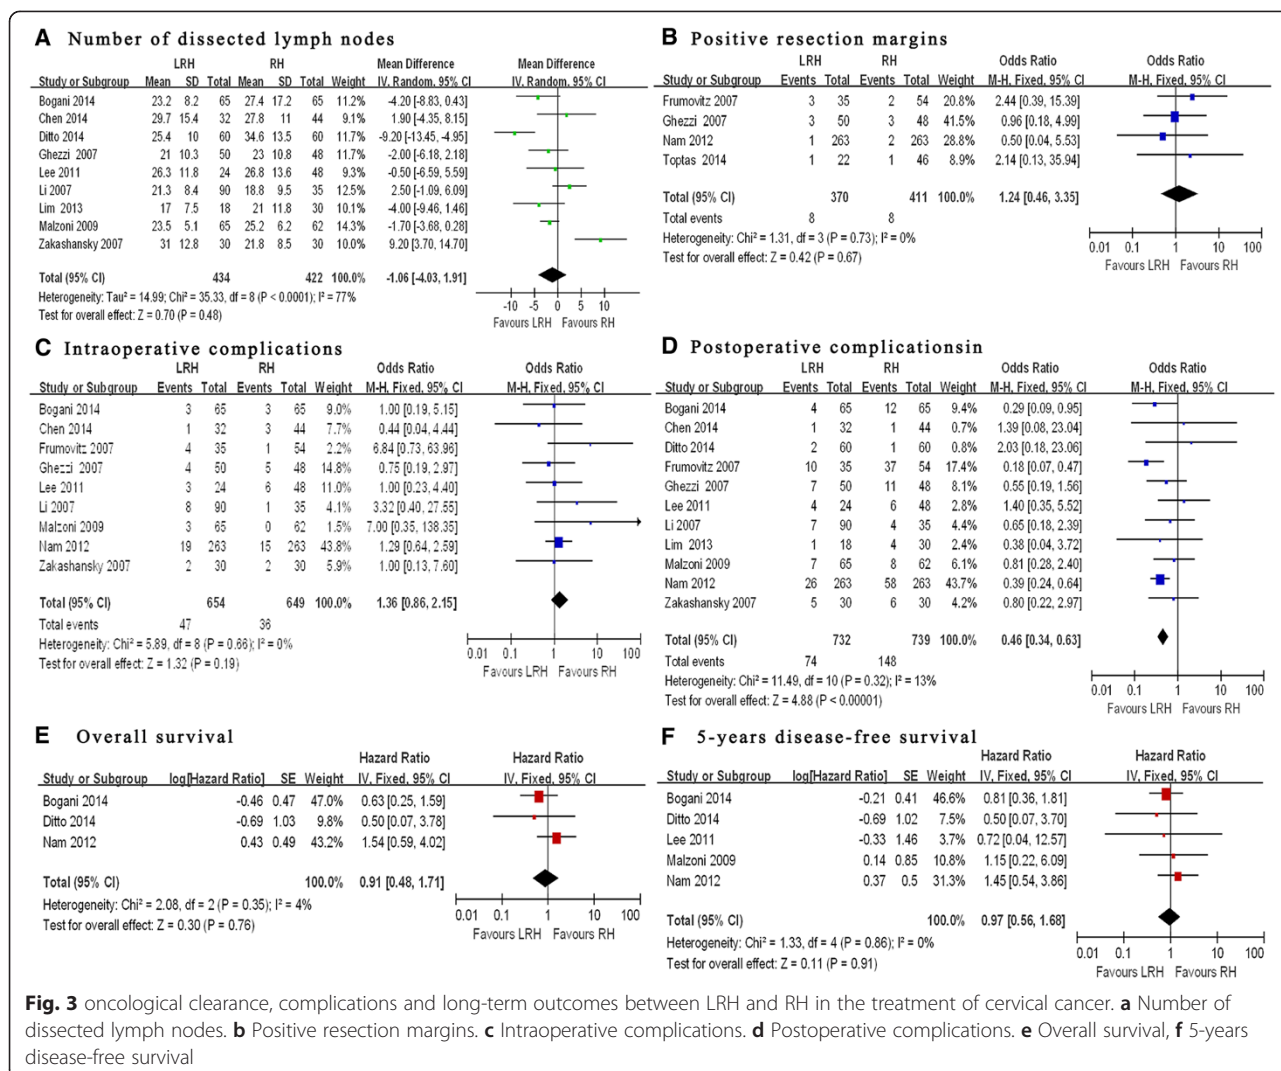 A Number of dissected lymph nodes
LRH RH Mean Difference Mean Difference
Study or Subgroup Mean SD Total Mean SD Total Weight IV, Random, 95% CI IV, Random, 95% CI
Bogani 2014 23.2 8.2 65 27.4 17.2 65 11.2% -4.20 [-8.83, 0.43]
Chen 2014 29.7 15.4 32 27.8 11 44 9.1% 1.90 [-4.35, 8.15]
Ditto 2014 25.4 10 60 34.6 13.5 60 11.7% -9.20 [-13.45, -4.95]
Ghezzi 2007 21 10.3 50 23 10.8 48 11.7% -2.00 [-6.18, 2.18]
Lee 2011 26.3 11.8 24 26.8 13.6 48 9.3% -0.50 [-6.59, 5.59]
Li 2007 21.3 8.4 90 18.8 9.5 35 12.5% 2.50 [-1.09, 6.09]
Lim 2013 17 7.5 18 21 11.8 30 10.1% -4.00 [-9.46, 1.46]
Malzoni 2009 23.5 5.1 65 25.2 6.2 62 14.3% -1.70 [-3.68, 0.28]
Zakashansky 2007 31 12.8 30 21.8 8.5 30 10.0% 9.20 [3.70, 14.70]
Total (95% CI) 434 422 100.0% -1.06 [-4.03, 1.91]
Heterogeneity: Tau² = 14.99; Chi² = 35.33, df = 8 (P < 0.0001); I² = 77%
Test for overall effect: Z = 0.70 (P = 0.48)
-10 -5 0 5 10
Favours LRH Favours RH
B Positive resection margins
LRH RH Odds Ratio Odds Ratio
Study or Subgroup Events Total Events Total Weight M-H, Fixed, 95% CI M-H, Fixed, 95% CI
Frumovitz 2007 3 35 2 54 20.8% 2.44 [0.39, 15.39]
Ghezzi 2007 3 50 3 48 41.5% 0.96 [0.18, 4.99]
Nam 2012 1 263 2 263 28.8% 0.50 [0.04, 5.53]
Toptas 2014 1 22 1 46 8.9% 2.14 [0.13, 35.94]
Total (95% CI) 370 411 100.0% 1.24 [0.46, 3.35]
Total events 8 8
Heterogeneity: Chi² = 1.31, df = 3 (P = 0.73); I² = 0%
Test for overall effect: Z = 0.42 (P = 0.67)
0.01 0.1 1 10 100
Favours LRH Favours RH
C Intraoperative complications
LRH RH Odds Ratio Odds Ratio
Study or Subgroup Events Total Events Total Weight M-H, Fixed, 95% CI M-H, Fixed, 95% CI
Bogani 2014 3 65 3 65 9.0% 1.00 [0.19, 5.15]
Chen 2014 1 32 3 44 7.7% 0.44 [0.04, 4.44]
Frumovitz 2007 4 35 1 54 2.2% 6.84 [0.73, 63.96]
Ghezzi 2007 4 50 5 48 14.8% 0.75 [0.19, 2.97]
Lee 2011 3 24 6 48 11.0% 1.00 [0.23, 4.40]
Li 2007 8 90 1 35 4.1% 3.32 [0.40, 27.55]
Malzoni 2009 3 65 0 62 1.5% 7.00 [0.35, 138.35]
Nam 2012 19 263 15 263 43.8% 1.29 [0.64, 2.59]
Zakashansky 2007 2 30 2 30 5.9% 1.00 [0.13, 7.60]
Total (95% CI) 654 649 100.0% 1.36 [0.86, 2.15]
Total events 47 36
Heterogeneity: Chi² = 5.89, df = 8 (P = 0.66); I² = 0%
Test for overall effect: Z = 1.32 (P = 0.19)
0.01 0.1 1 10 100
Favours LRH Favours RH
D Postoperative complicationsin
LRH RH Odds Ratio Odds Ratio
Study or Subgroup Events Total Events Total Weight M-H, Fixed, 95% CI M-H, Fixed, 95% CI
Bogani 2014 4 65 12 65 9.4% 0.29 [0.09, 0.95]
Chen 2014 1 32 1 44 0.7% 1.39 [0.08, 23.04]
Ditto 2014 2 60 1 60 0.8% 2.03 [0.18, 23.06]
Frumovitz 2007 10 35 37 54 17.4% 0.18 [0.07, 0.47]
Ghezzi 2007 7 50 11 48 8.1% 0.55 [0.19, 1.56]
Lee 2011 4 24 6 48 2.8% 1.40 [0.35, 5.52]
Li 2007 7 90 4 35 4.4% 0.65 [0.18, 2.39]
Lim 2013 1 18 4 30 2.4% 0.38 [0.04, 3.72]
Malzoni 2009 7 65 8 62 6.1% 0.81 [0.28, 2.40]
Nam 2012 26 263 58 263 43.7% 0.39 [0.24, 0.64]
Zakashansky 2007 5 30 6 30 4.2% 0.80 [0.22, 2.97]
Total (95% CI) 732 739 100.0% 0.46 [0.34, 0.63]
Total events 74 148
Heterogeneity: Chi² = 11.49, df = 10 (P = 0.32); I² = 13%
Test for overall effect: Z = 4.88 (P < 0.00001)
0.01 0.1 1 10 100
Favours LRH Favours RH
E Overall survival
Hazard Ratio Hazard Ratio
Study or Subgroup log[Hazard Ratio] SE Weight IV, Fixed, 95% CI IV, Fixed, 95% CI
Bogani 2014 -0.46 0.47 47.0% 0.63 [0.25, 1.59]
Ditto 2014 -0.69 1.03 9.8% 0.50 [0.07, 3.78]
Nam 2012 0.43 0.49 43.2% 1.54 [0.59, 4.02]
Total (95% CI) 100.0% 0.91 [0.48, 1.71]
Heterogeneity: Chi² = 2.08, df = 2 (P = 0.35); I² = 4%
Test for overall effect: Z = 0.30 (P = 0.76)
0.01 0.1 1 10 100
Favours LRH Favours RH
F 5-years disease-free survival
Hazard Ratio Hazard Ratio
Study or Subgroup log[Hazard Ratio] SE Weight IV, Fixed, 95% CI IV, Fixed, 95% CI
Bogani 2014 -0.21 0.41 46.6% 0.81 [0.36, 1.81]
Ditto 2014 -0.69 1.02 7.5% 0.50 [0.07, 3.70]
Lee 2011 -0.33 1.46 3.7% 0.72 [0.04, 12.57]
Malzoni 2009 0.14 0.85 10.8% 1.15 [0.22, 6.09]
Nam 2012 0.37 0.5 31.3% 1.45 [0.54, 3.86]
Total (95% CI) 100.0% 0.97 [0.56, 1.68]
Heterogeneity: Chi² = 1.33, df = 4 (P = 0.86); I² = 0%
Test for overall effect: Z = 0.11 (P = 0.91)
0.01 0.1 1 10 100
Favours LRH Favours RH
Fig. 3 oncological clearance, complications and long-term outcomes between LRH and RH in the treatment of cervical cancer. a Number of
dissected lymph nodes. b Positive resection margins. c Intraoperative complications. d Postoperative complications. e Overall survival, f 5-years
disease-free survival